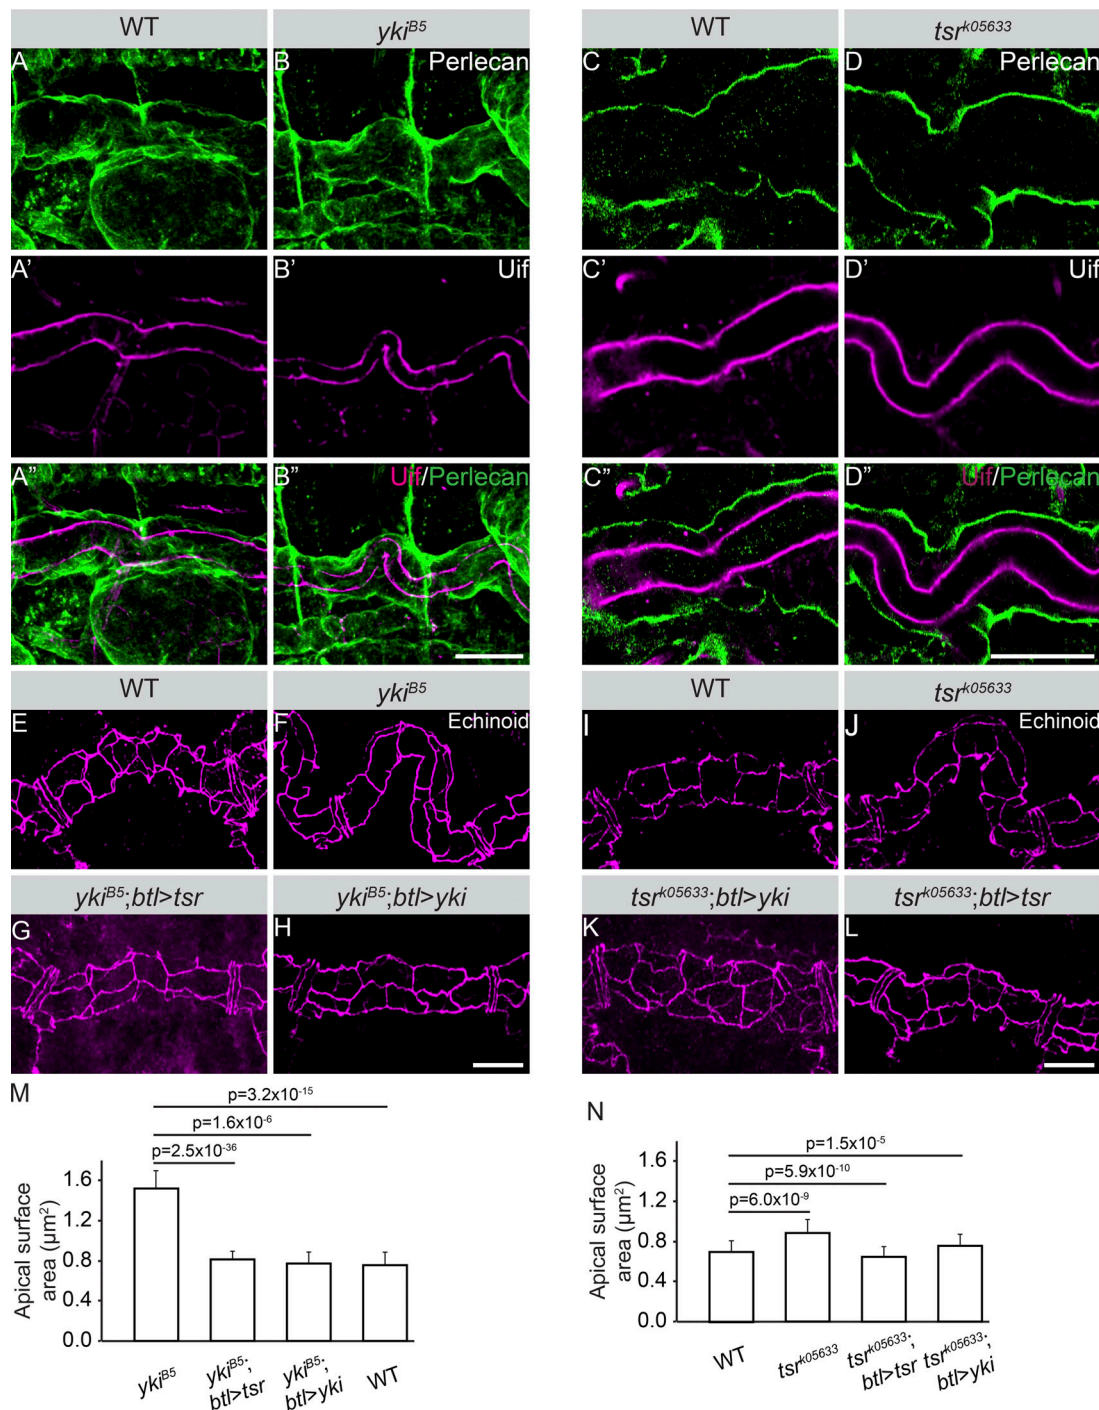 WT
yki^B5
WT
tsr^k05633
A
B
Perlecan
C
D
Perlecan
A'
B'
Uif
C'
D'
Uif
A"
B"
Uif/Perlecan
C"
D"
Uif/Perlecan
WT
yki^B5
WT
tsr^k05633
E
F
Echinoid
I
J
Echinoid
yki^B5;btl>tsr
yki^B5;btl>yki
tsr^k05633;btl>yki
tsr^k05633;btl>tsr
G
H
K
L
M
p=3.2x10^-15
p=1.6x10^-6
p=2.5x10^-36
Apical surface
area (μm²)
1.6
1.2
0.8
0.4
0.0
yki^B5
yki^B5;
btl>tsr
yki^B5;
btl>yki
WT
N
p=1.5x10^-5
p=5.9x10^-10
p=6.0x10^-9
Apical surface
area (μm²)
1.6
1.2
0.8
0.4
0.0
WT
tsr^k05633
tsr^k05633;
btl>tsr
tsr^k05633;
btl>yki